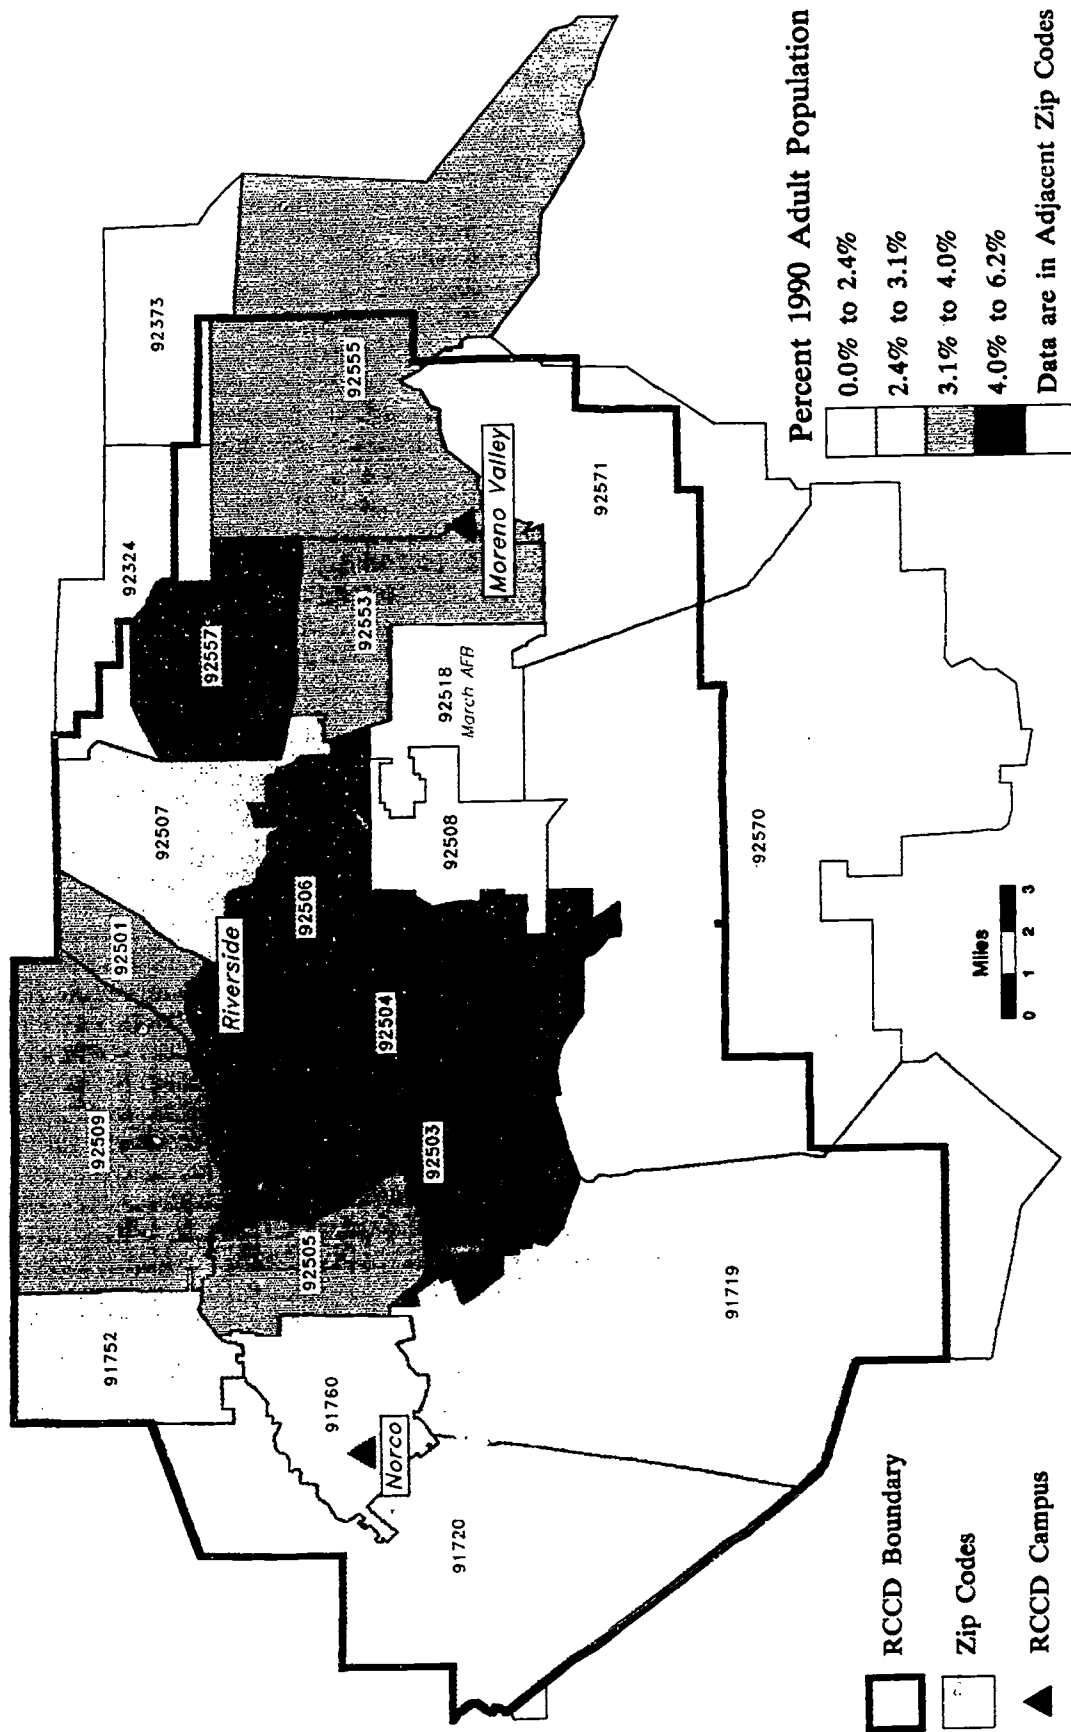 92373
92324
92555
92557
92553
Moreno Valley
92571
92518
March AFB
92507
92508
92506
92501
Riverside
92504
92570
92509
92503
92505
91752
91719
91760
Norco
91720
Miles
0 1 2 3
Percent 1990 Adult Population
0.0% to 2.4%
2.4% to 3.1%
3.1% to 4.0%
4.0% to 6.2%
Data are in Adjacent Zip Codes
RCCD Boundary
Zip Codes
RCCD Campus